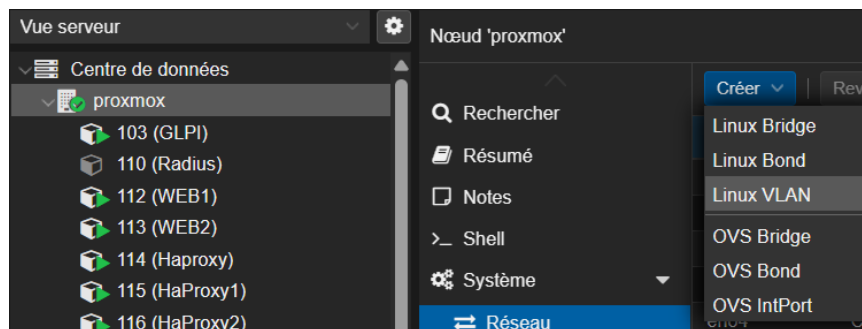 Vue serveur
Centre de données
proxmox
103 (GLPI)
110 (Radius)
112 (WEB1)
113 (WEB2)
114 (Haproxy)
115 (HaProxy1)
116 (HaProxy2)
Nœud 'proxmox'
Rechercher
Résumé
Notes
Shell
Système
Réseau
Créer
Rev
Linux Bridge
Linux Bond
Linux VLAN
OVS Bridge
OVS Bond
OVS IntPort